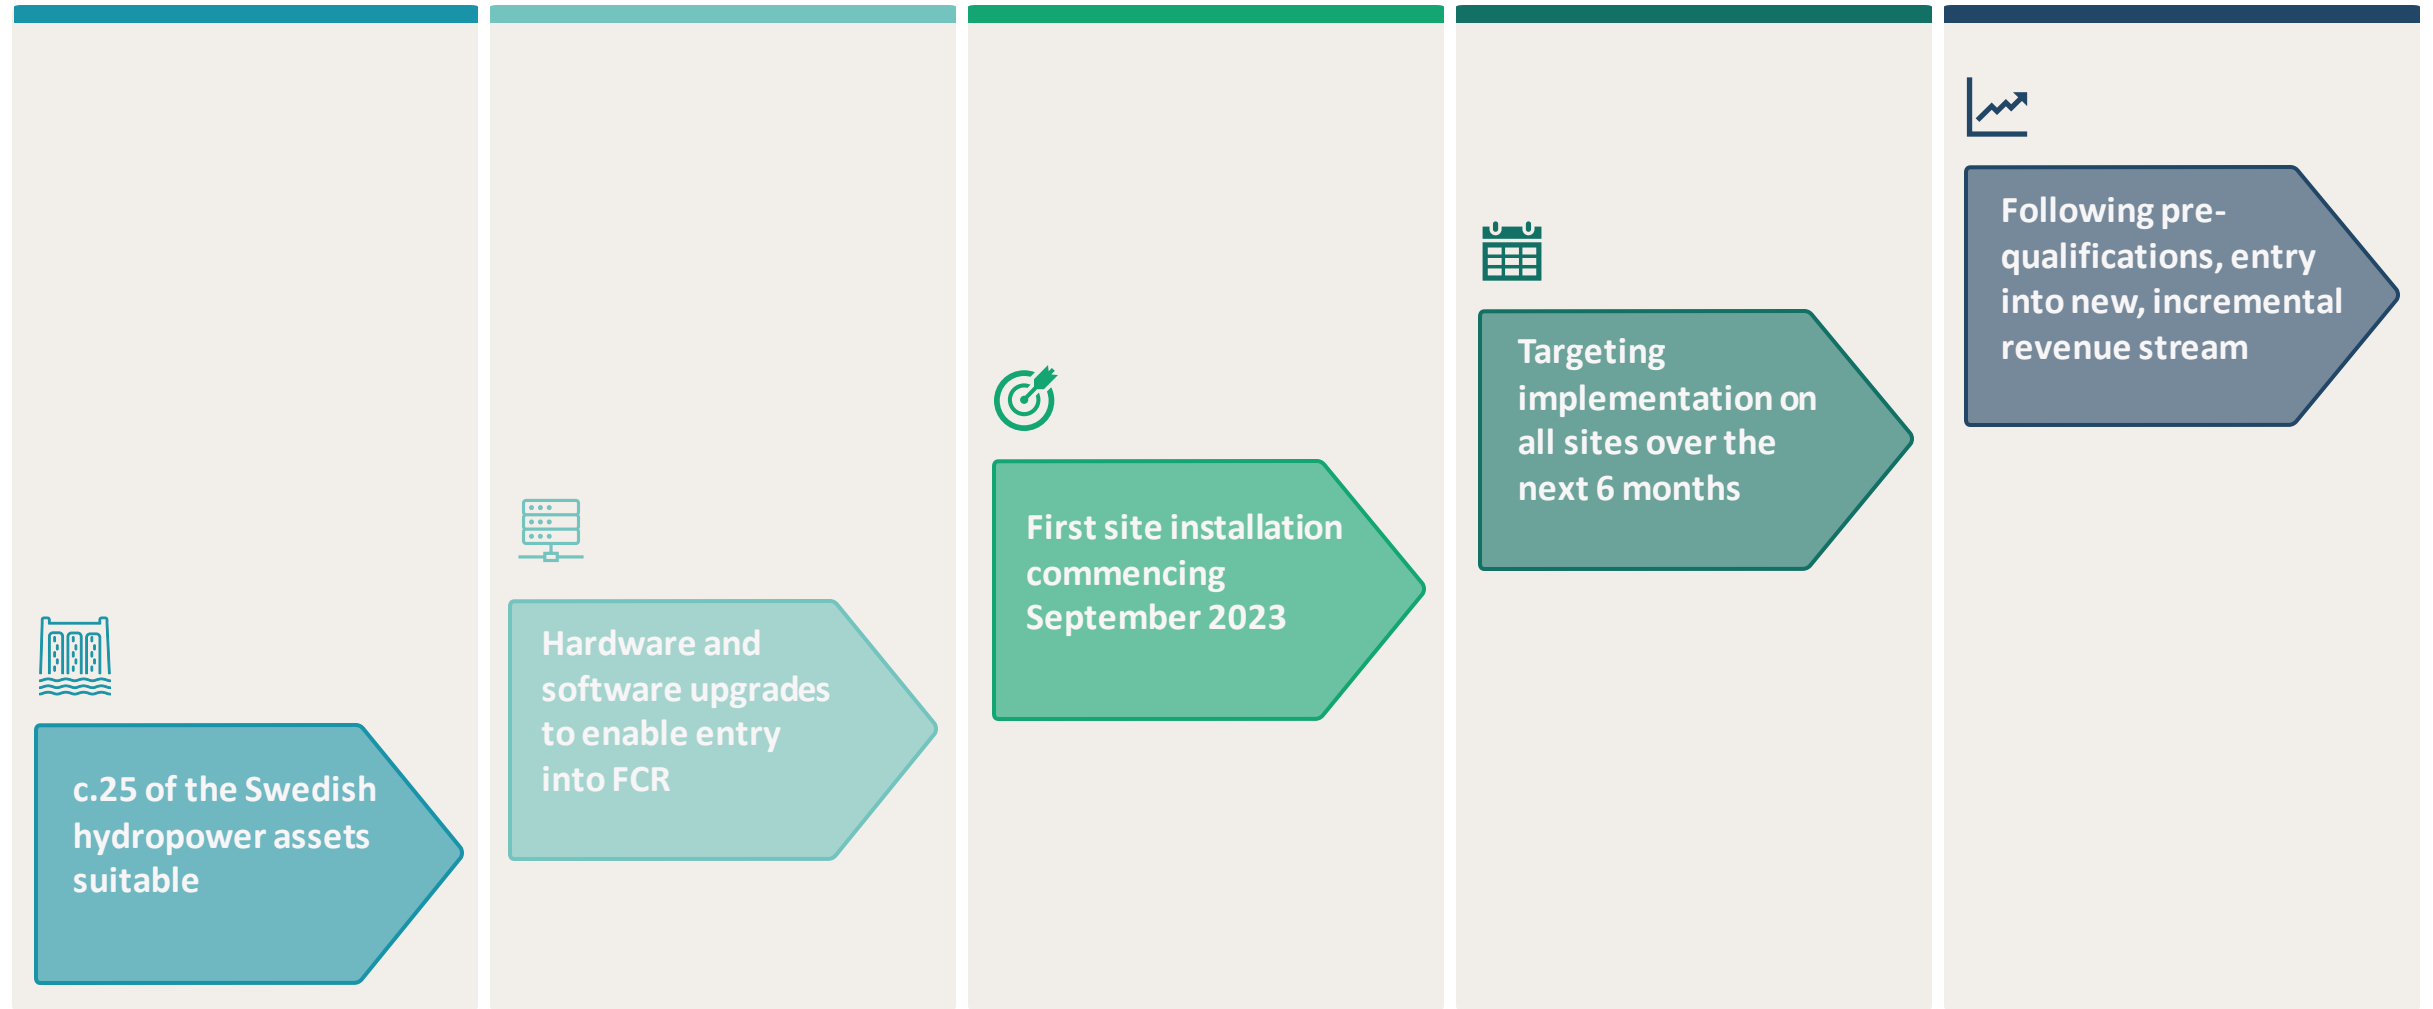 c.25 of the Swedish
hydropower assets
suitable
Hardware and
software upgrades
to enable entry
into FCR
First site installation
commencing
September 2023
Targeting
implementation on
all sites over the
next 6 months
Following pre-
qualifications, entry
into new, incremental
revenue stream